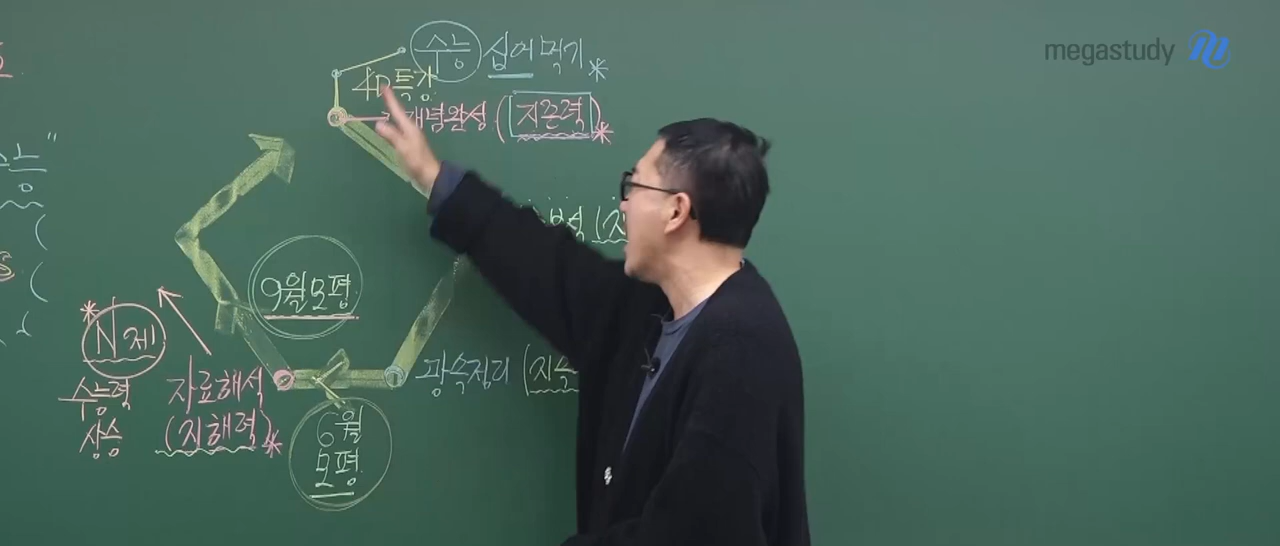 megastudy
수능 씹어먹기
4D특강
개념완성 (지존력)
9월모평
N제
수능력
상승
자료해석
(지해력)
광속정리 (지속
6월
모평